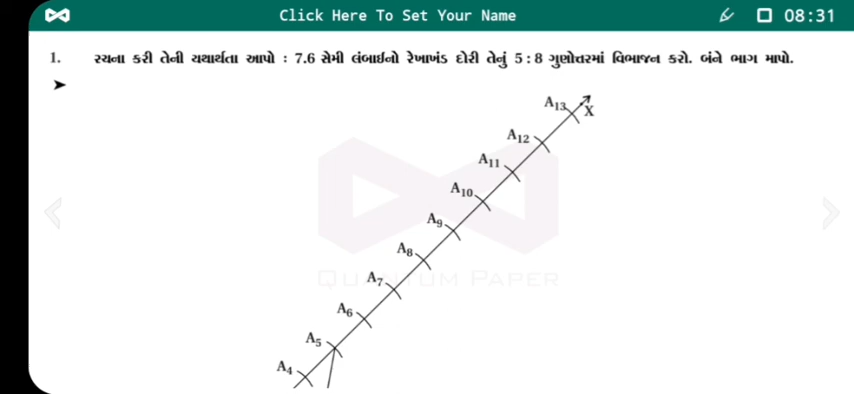 Click Here To Set Your Name
08:31
1. રચના કરી તેની યથાર્થતા આપો : 7.6 સેમી લંબાઈનો રેખાખંડ દોરી તેનું 5 : 8 ગુણોત્તરમાં વિભાજન કરો. બંને ભાગ માપો.
A13
X
A12
A11
A10
A9
A8
A7
QUANTUM PAPER
A6
A5
A4